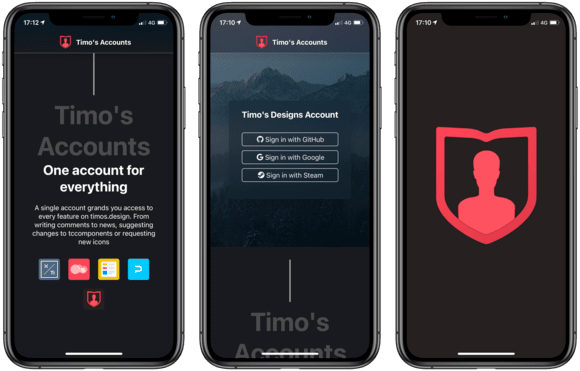 17:12
4G
Timo's Accounts
Timo's
Accounts
One account for
everything
A single account grands you access to
every feature on timos.design. From
writing comments to news, suggesting
changes to tccomponents or requesting
new icons
17:10
4G
Timo's Accounts
Timo's Designs Account
Sign in with GitHub
Sign in with Google
Sign in with Steam
Timo's
Accounts
17:10
4G